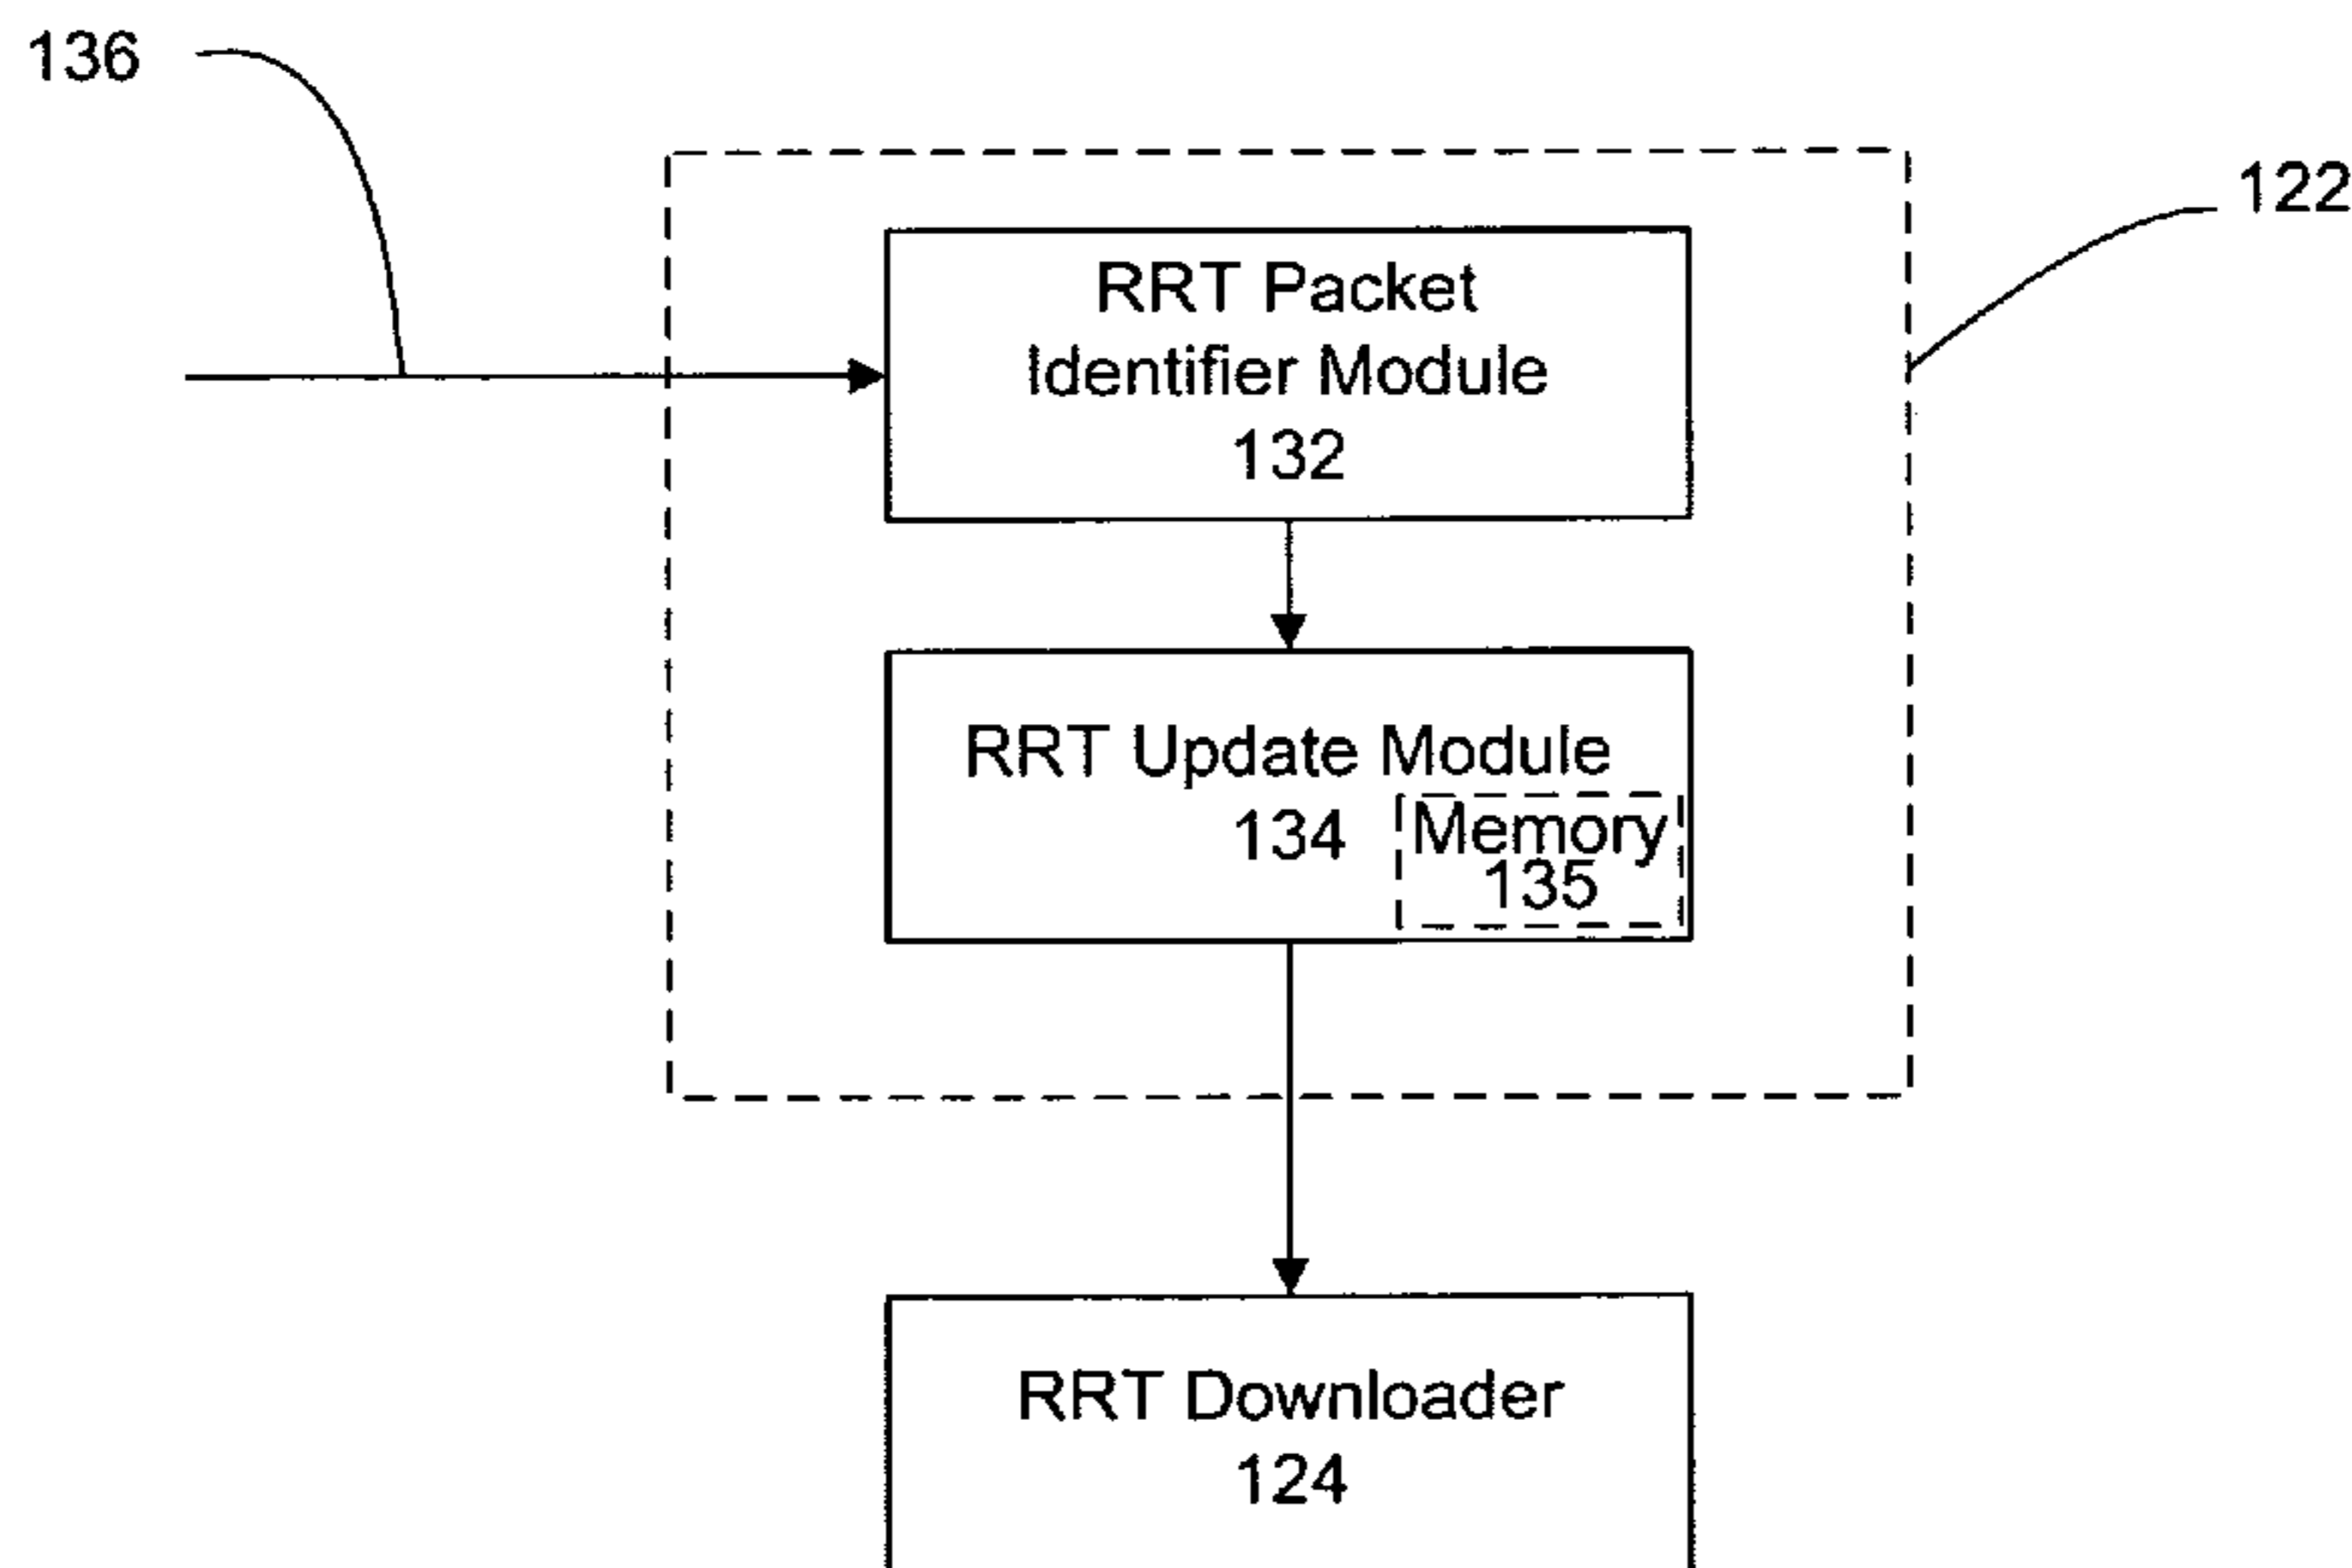 136
122
RRT Packet
Identifier Module
132
RRT Update Module
134
Memory
135
RRT Downloader
124